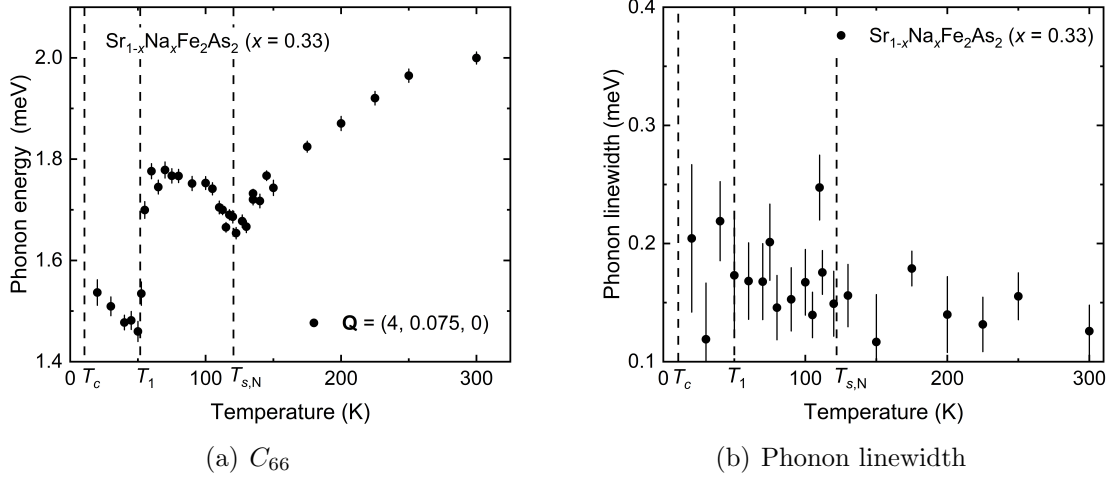 Sr1-xNaxFe2As2 (x = 0.33)
2.0
1.8
1.6
1.4
Phonon energy (meV)
Q = (4, 0.075, 0)
0 Tc T1 100 Ts,N 200 300
Temperature (K)
(a) C66
Sr1-xNaxFe2As2 (x = 0.33)
0.4
0.3
0.2
0.1
Phonon linewidth (meV)
0 Tc T1 100 Ts,N 200 300
Temperature (K)
(b) Phonon linewidth